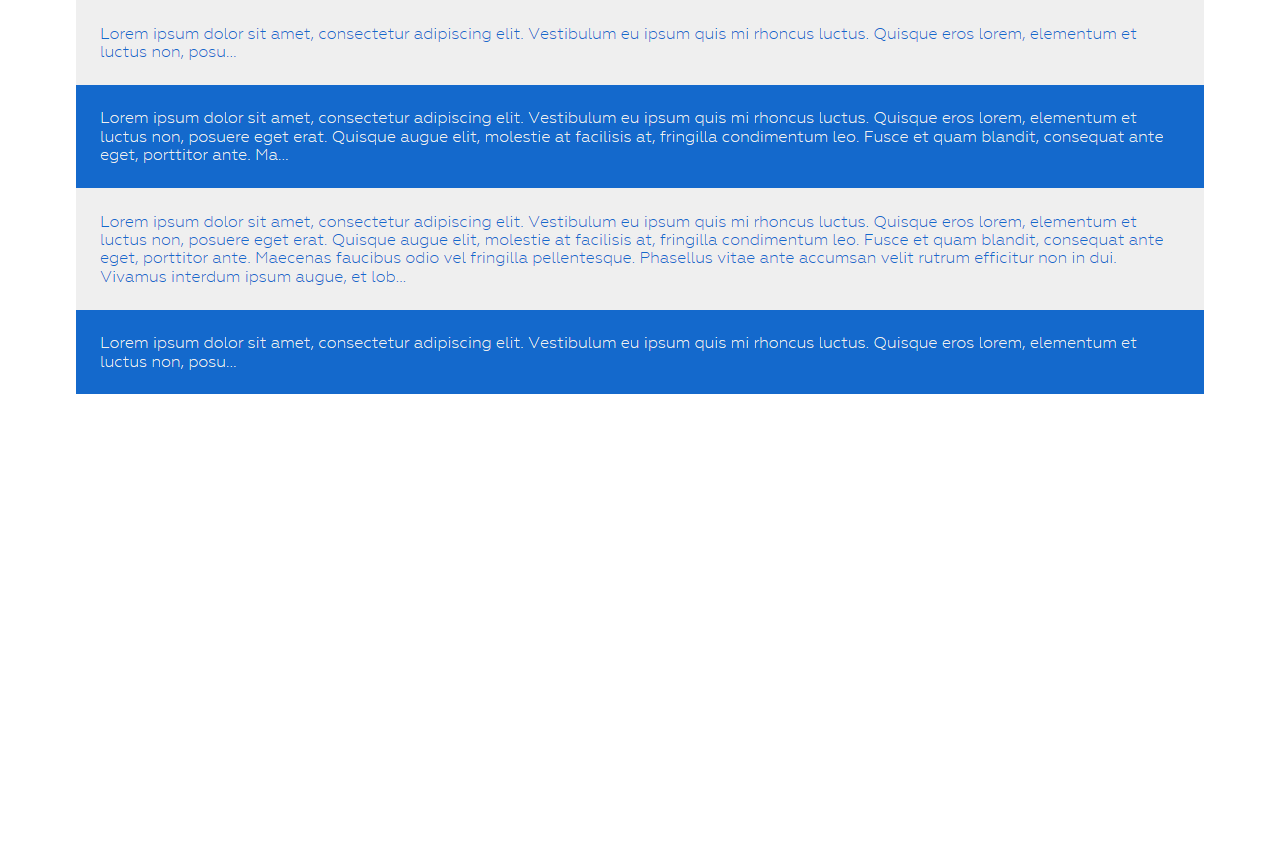 Lorem ipsum dolor sit amet, consectetur adipiscing elit. Vestibulum eu ipsum quis mi rhoncus luctus. Quisque eros lorem, elementum et
luctus non, posu...
Lorem ipsum dolor sit amet, consectetur adipiscing elit. Vestibulum eu ipsum quis mi rhoncus luctus. Quisque eros lorem, elementum et
luctus non, posuere eget erat. Quisque augue elit, molestie at facilisis at, fringilla condimentum leo. Fusce et quam blandit, consequat ante
eget, porttitor ante. Ma...
Lorem ipsum dolor sit amet, consectetur adipiscing elit. Vestibulum eu ipsum quis mi rhoncus luctus. Quisque eros lorem, elementum et
luctus non, posuere eget erat. Quisque augue elit, molestie at facilisis at, fringilla condimentum leo. Fusce et quam blandit, consequat ante
eget, porttitor ante. Maecenas faucibus odio vel fringilla pellentesque. Phasellus vitae ante accumsan velit rutrum efficitur non in dui.
Vivamus interdum ipsum augue, et lob...
Lorem ipsum dolor sit amet, consectetur adipiscing elit. Vestibulum eu ipsum quis mi rhoncus luctus. Quisque eros lorem, elementum et
luctus non, posu...